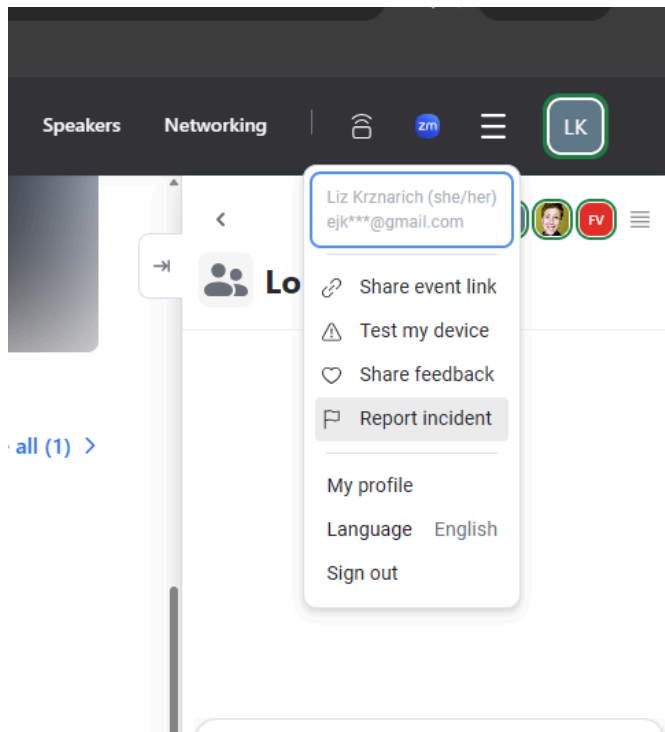 Speakers Networking zm LK
Liz Krznarich (she/her)
ejk***@gmail.com
FV
Lo
Share event link
Test my device
Share feedback
Report incident
all (1)
My profile
Language English
Sign out